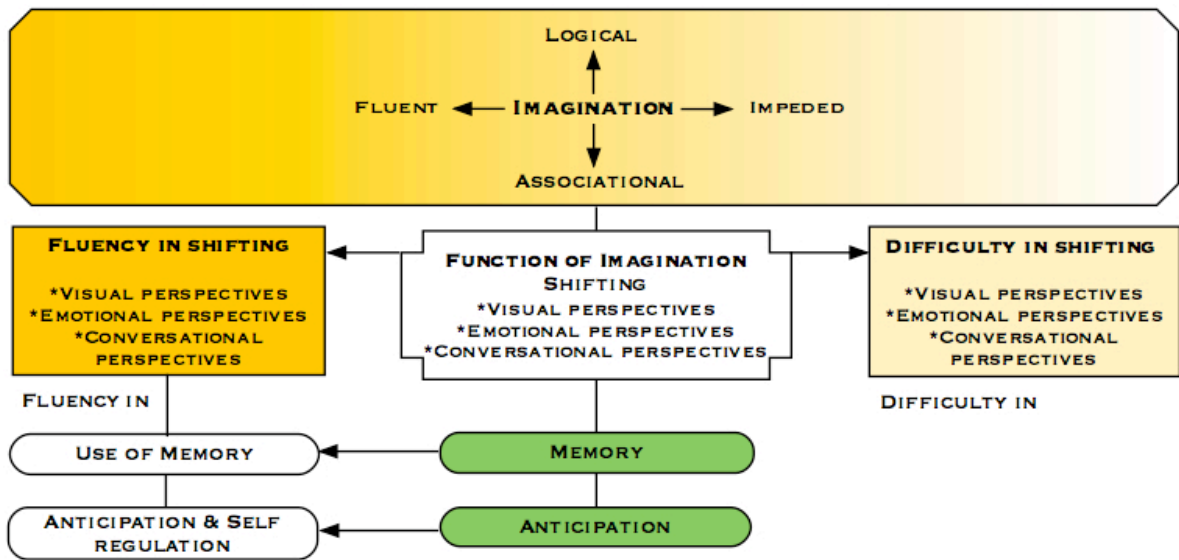 LOGICAL
FLUENT IMAGINATION IMPEDED
ASSOCIATIONAL
FLUENCY IN SHIFTING
*VISUAL PERSPECTIVES
*EMOTIONAL PERSPECTIVES
*CONVERSATIONAL
PERSPECTIVES
FUNCTION OF IMAGINATION
SHIFTING
*VISUAL PERSPECTIVES
*EMOTIONAL PERSPECTIVES
*CONVERSATIONAL PERSPECTIVES
DIFFICULTY IN SHIFTING
*VISUAL PERSPECTIVES
*EMOTIONAL PERSPECTIVES
*CONVERSATIONAL
PERSPECTIVES
FLUENCY IN
DIFFICULTY IN
USE OF MEMORY
MEMORY
ANTICIPATION & SELF
REGULATION
ANTICIPATION